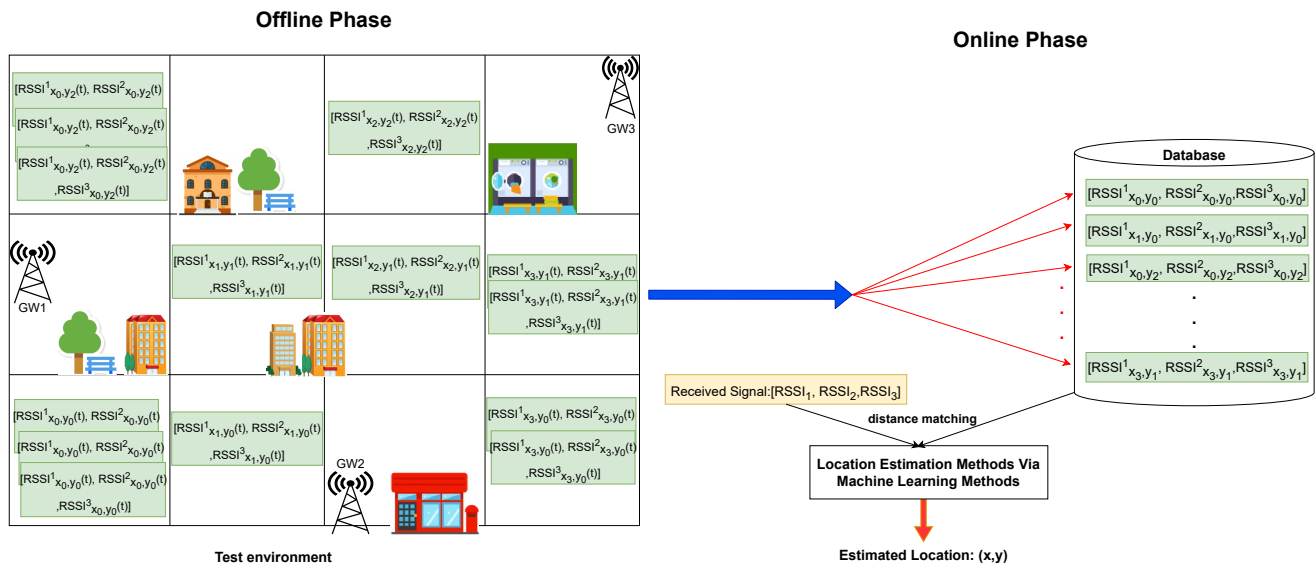 Offline Phase
[RSSI¹x₀,y₂(t), RSSI²x₀,y₂(t)
[RSSI¹x₀,y₂(t), RSSI²x₀,y₂(t)
[RSSI¹x₀,y₂(t), RSSI²x₀,y₂(t)
,RSSI³x₀,y₂(t)]
[RSSI¹x₂,y₂(t), RSSI²x₂,y₂(t)
,RSSI³x₂,y₂(t)]
GW3
GW1
[RSSI¹x₁,y₁(t), RSSI²x₁,y₁(t)
,RSSI³x₁,y₁(t)]
[RSSI¹x₂,y₁(t), RSSI²x₂,y₁(t)
,RSSI³x₂,y₁(t)]
[RSSI¹x₃,y₁(t), RSSI²x₃,y₁(t)
[RSSI¹x₃,y₁(t), RSSI²x₃,y₁(t)
,RSSI³x₃,y₁(t)]
[RSSI¹x₀,y₀(t), RSSI²x₀,y₀(t)
[RSSI¹x₀,y₀(t), RSSI²x₀,y₀(t)
[RSSI¹x₀,y₀(t), RSSI²x₀,y₀(t)
,RSSI³x₀,y₀(t)]
[RSSI¹x₁,y₀(t), RSSI²x₁,y₀(t)
,RSSI³x₁,y₀(t)]
GW2
[RSSI¹x₃,y₀(t), RSSI²x₃,y₀(t)
[RSSI¹x₃,y₀(t), RSSI²x₃,y₀(t)
,RSSI³x₃,y₀(t)]
Test environment
Online Phase
Database
[RSSI¹x₀,y₀, RSSI²x₀,y₀,RSSI³x₀,y₀]
[RSSI¹x₁,y₀, RSSI²x₁,y₀,RSSI³x₁,y₀]
[RSSI¹x₀,y₂, RSSI²x₀,y₂,RSSI³x₀,y₂]
.
.
.
.
.
.
[RSSI¹x₃,y₁, RSSI²x₃,y₁,RSSI³x₃,y₁]
Received Signal:[RSSI₁, RSSI₂,RSSI₃]
distance matching
Location Estimation Methods Via
Machine Learning Methods
Estimated Location: (x,y)